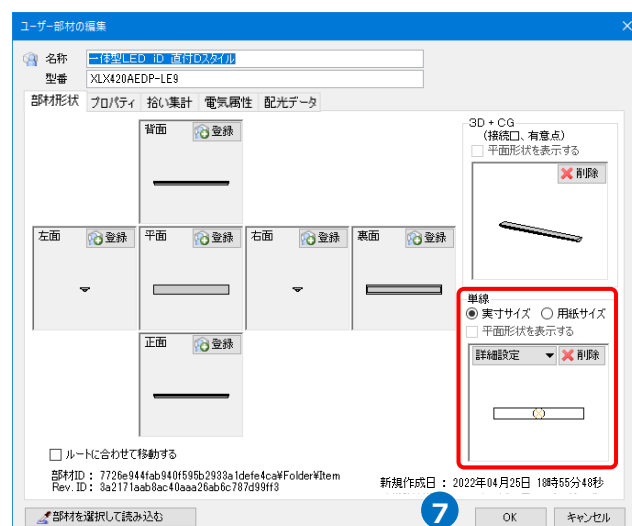 ユーザー部材の編集
名称 一体型LED iD 直付Dスタイル
型番 XLX420AEDP-LE9
部材形状 プロパティ 拾い集計 電気属性 配光データ
背面 登録
左面 登録 平面 登録 右面 登録 裏面 登録
正面 登録
3D + CG
(接続口、有意点)
平面形状を表示する
削除
単線
実寸サイズ 用紙サイズ
平面形状を表示する
詳細設定 削除
ルートに合わせて移動する
部材ID : 7726e944fab940f595b2933a1defe4ca¥Folder¥Item
Rev. ID : 3a2171aab8ac40aaa26ab6c787d99ff3
新規作成日 : 2022年04月25日 18時55分48秒
部材を選択して読み込む 7 OK キャンセル